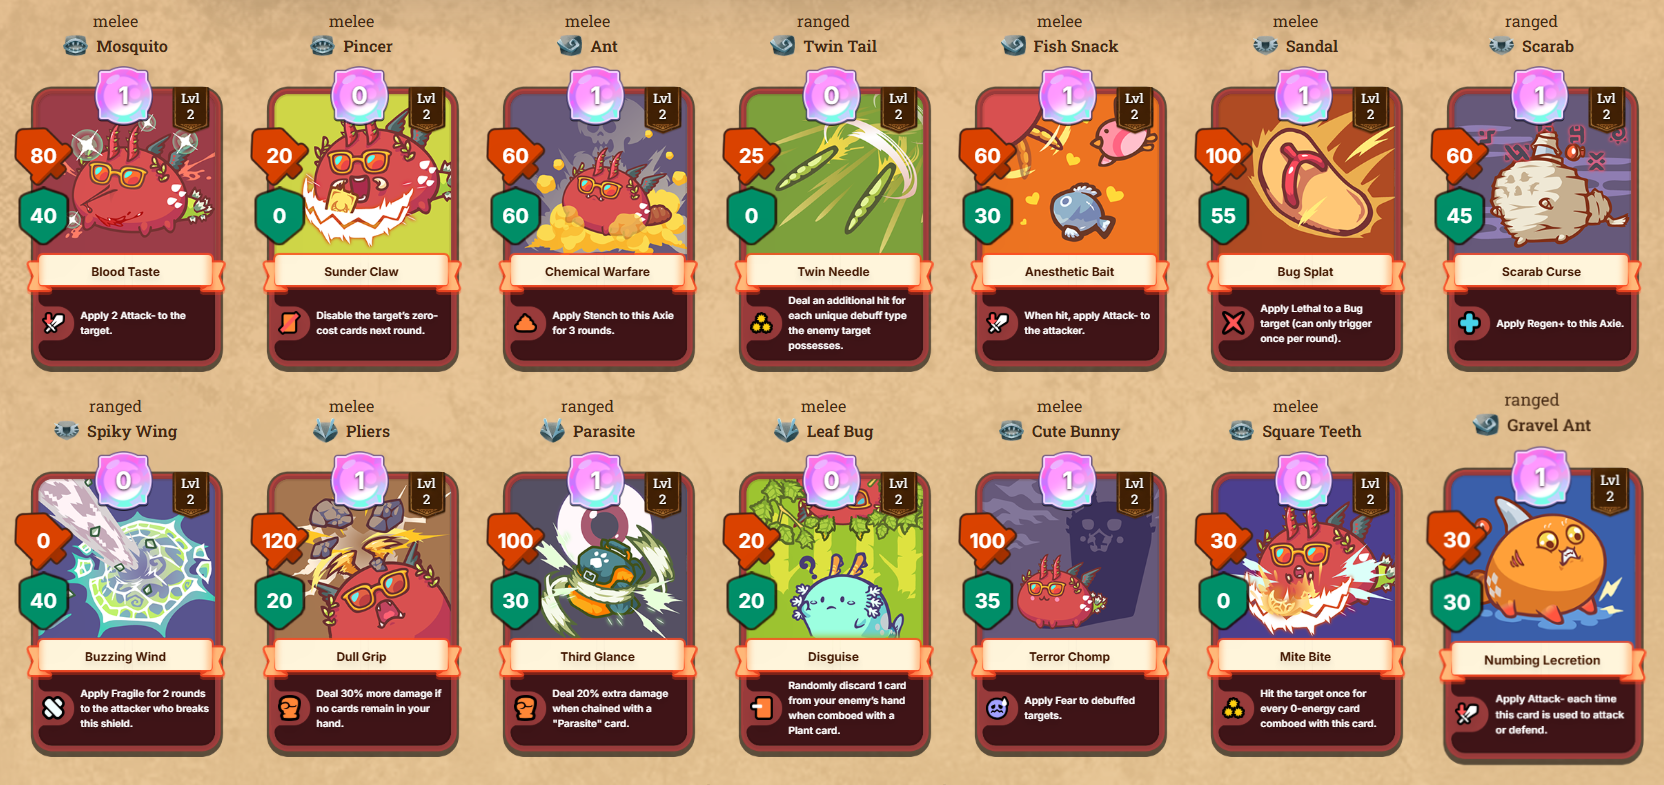 melee
Mosquito
1
Lvl
2
80
40
Blood Taste
Apply 2 Attack- to the
target.
melee
Pincer
0
Lvl
2
20
0
Sunder Claw
Disable the target's zero-
cost cards next round.
melee
Ant
1
Lvl
2
60
60
Chemical Warfare
Apply Stench to this Axie
for 3 rounds.
ranged
Twin Tail
0
Lvl
2
25
0
Twin Needle
Deal an additional hit for
each unique debuff type
the enemy target
possesses.
melee
Fish Snack
1
Lvl
2
60
30
Anesthetic Bait
When hit, apply Attack- to
the attacker.
melee
Sandal
1
Lvl
2
100
55
Bug Splat
Apply Lethal to a Bug
target (can only trigger
once per round).
ranged
Scarab
1
Lvl
2
60
45
Scarab Curse
Apply Regen+ to this Axie.
ranged
Spiky Wing
0
Lvl
2
0
40
Buzzing Wind
Apply Fragile for 2 rounds
to the attacker who breaks
this shield.
melee
Pliers
1
Lvl
2
120
20
Dull Grip
Deal 30% more damage if
no cards remain in your
hand.
ranged
Parasite
1
Lvl
2
100
30
Third Glance
Deal 20% extra damage
when chained with a
"Parasite" card.
melee
Leaf Bug
0
Lvl
2
20
20
Disguise
Randomly discard 1 card
from your enemy's hand
when comboed with a
Plant card.
melee
Cute Bunny
1
Lvl
2
100
35
Terror Chomp
Apply Fear to debuffed
targets.
melee
Square Teeth
0
Lvl
2
30
0
Mite Bite
Hit the target once for
every 0-energy card
comboed with this card.
ranged
Gravel Ant
1
Lvl
2
30
30
Numbing Lecretion
Apply Attack- each time
this card is used to attack
or defend.